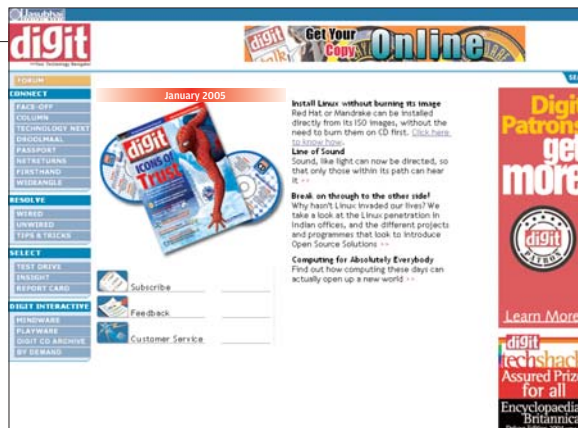 Jasubhai
digit
Your Technology Navigator
digit
Get Your
Copy
Online
FORUM
CONNECT
FACE-OFF
COLUMN
TECHNOLOGY NEXT
DROOLMAAL
PASSPORT
NETRETURNS
FIRSTHAND
WIDEANGLE
RESOLVE
WIRED
UNWIRED
TIPS & TRICKS
SELECT
TEST DRIVE
INSIGHT
REPORT CARD
DIGIT INTERACTIVE
MINDWARE
PLAYWARE
DIGIT CD ARCHIVE
BY DEMAND
January 2005
digit
ICONS OF
Trust
Subscribe
Feedback
Customer Service
Install Linux without burning its image
Red Hat or Mandrake can be installed
directly from its ISO images, without the
need to burn them on CD first. Click here
to know how.
Line of Sound
Sound, like light can now be directed, so
that only those within its path can hear
it >>
Break on through to the other side!
Why hasn't Linux invaded our lives? We
take a look at the Linux penetration in
Indian offices, and the different projects
and programmes that look to introduce
Open Source Solutions >>
Computing for Absolutely Everybody
Find out how computing these days can
actually open up a new world >>
SE
Digi
Patrons
get
more
digit
PATRON
Learn More
digit
techshack
Assured Prize
for all
Encyclopaedia
Britannica